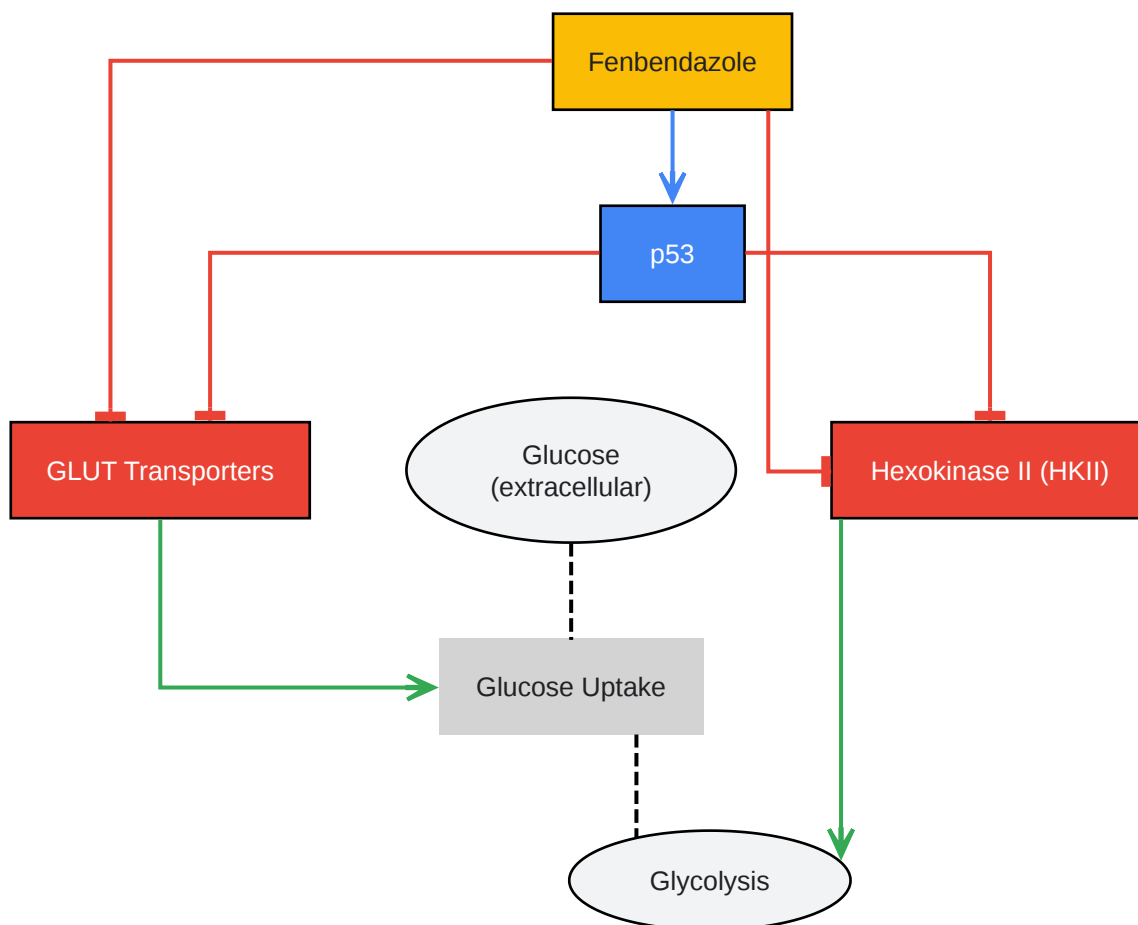 Fenbendazole
p53
GLUT Transporters
Glucose
(extracellular)
Hexokinase II (HKII)
Glucose Uptake
Glycolysis